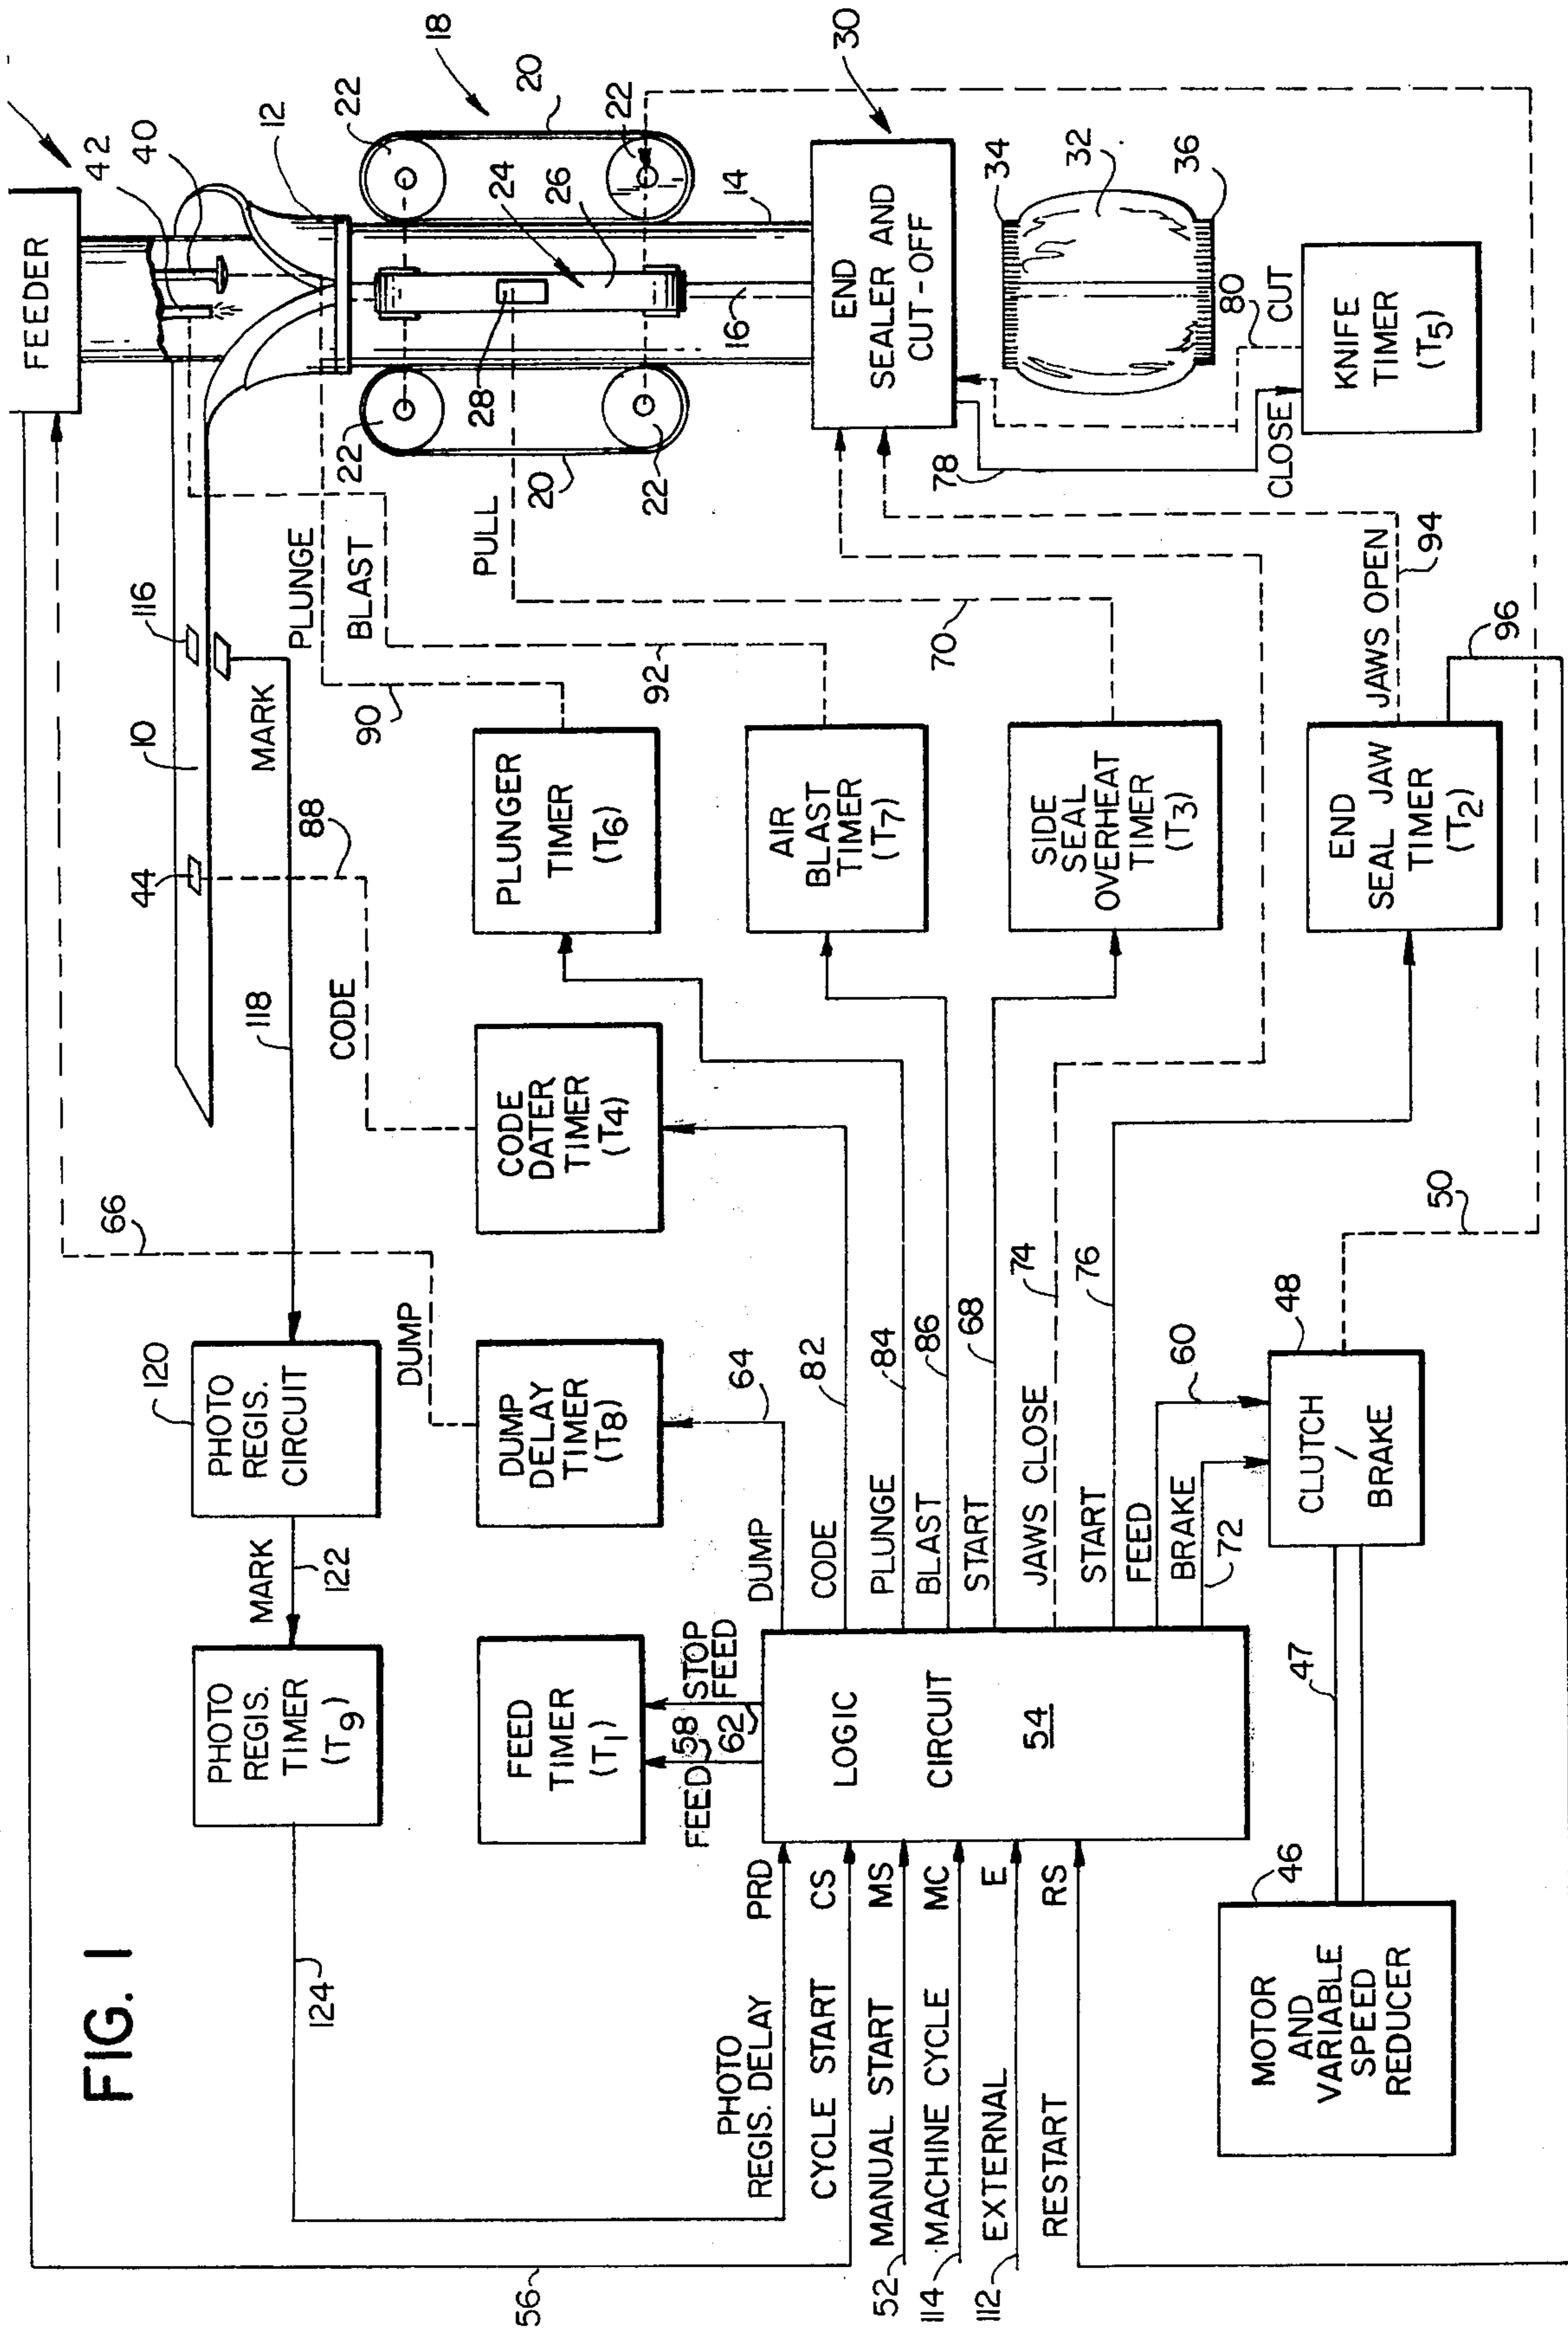 FIG. 1
FEEDER
42
40
12
18
20
22
22
22
22
20
24
26
28
14
16
30
END
SEALER AND
CUT-OFF
34
32
36
80
CUT
78
CLOSE
KNIFE
TIMER
(T5)
116
10
44
MARK
88
118
CODE
PLUNGE
BLAST
PULL
90
92
70
JAWS OPEN
94
96
PLUNGER
TIMER
(T6)
AIR
BLAST
TIMER
(T7)
SIDE
SEAL
OVERHEAT
TIMER
(T3)
END
SEAL JAW
TIMER
(T2)
CODE
DATER
TIMER
(T4)
66
DUMP
DUMP
DELAY
TIMER
(T8)
64
120
PHOTO
REGIS.
CIRCUIT
MARK
122
PHOTO
REGIS.
TIMER
(T9)
124
FEED
TIMER
(T1)
FEED
58
62
STOP
FEED
LOGIC
CIRCUIT
54
DUMP
CODE
82
PLUNGE
84
BLAST
86
START
68
JAWS CLOSE
74
START
76
FEED
60
BRAKE
72
48
CLUTCH
/
BRAKE
50
47
46
MOTOR
AND
VARIABLE
SPEED
REDUCER
PHOTO
REGIS. DELAY PRD
CYCLE START CS
56
52 MANUAL START MS
114 MACHINE CYCLE MC
112 EXTERNAL E
RESTART RS